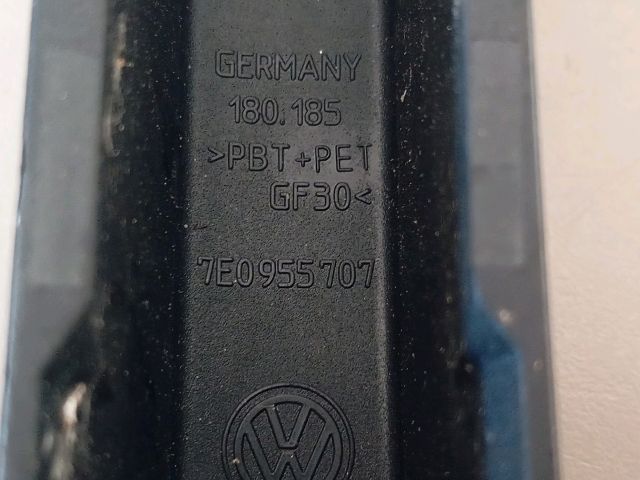 GERMANY
180.185
>PBT+PET
GF30<
7E0955707